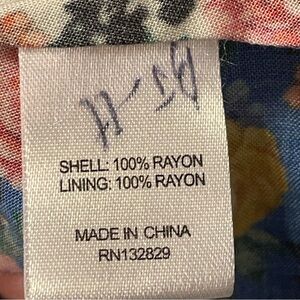 SHELL: 100% RAYON
LINING: 100% RAYON
MADE IN CHINA
RN132829